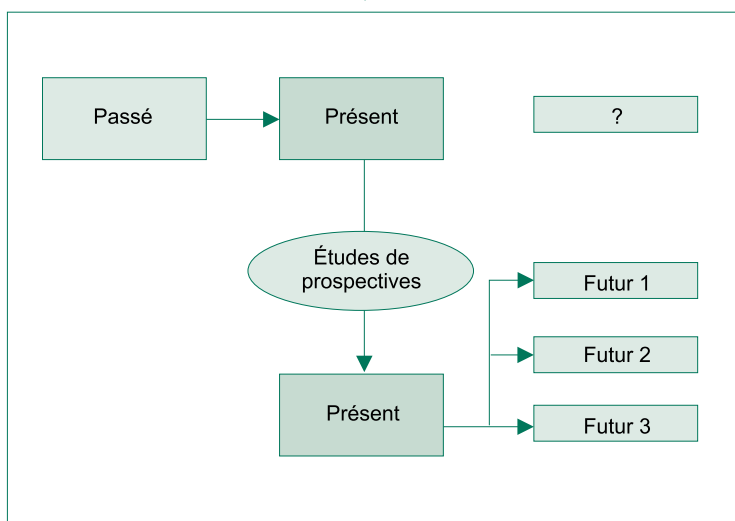 Passé
Présent
?
Études de
prospectives
Futur 1
Futur 2
Présent
Futur 3